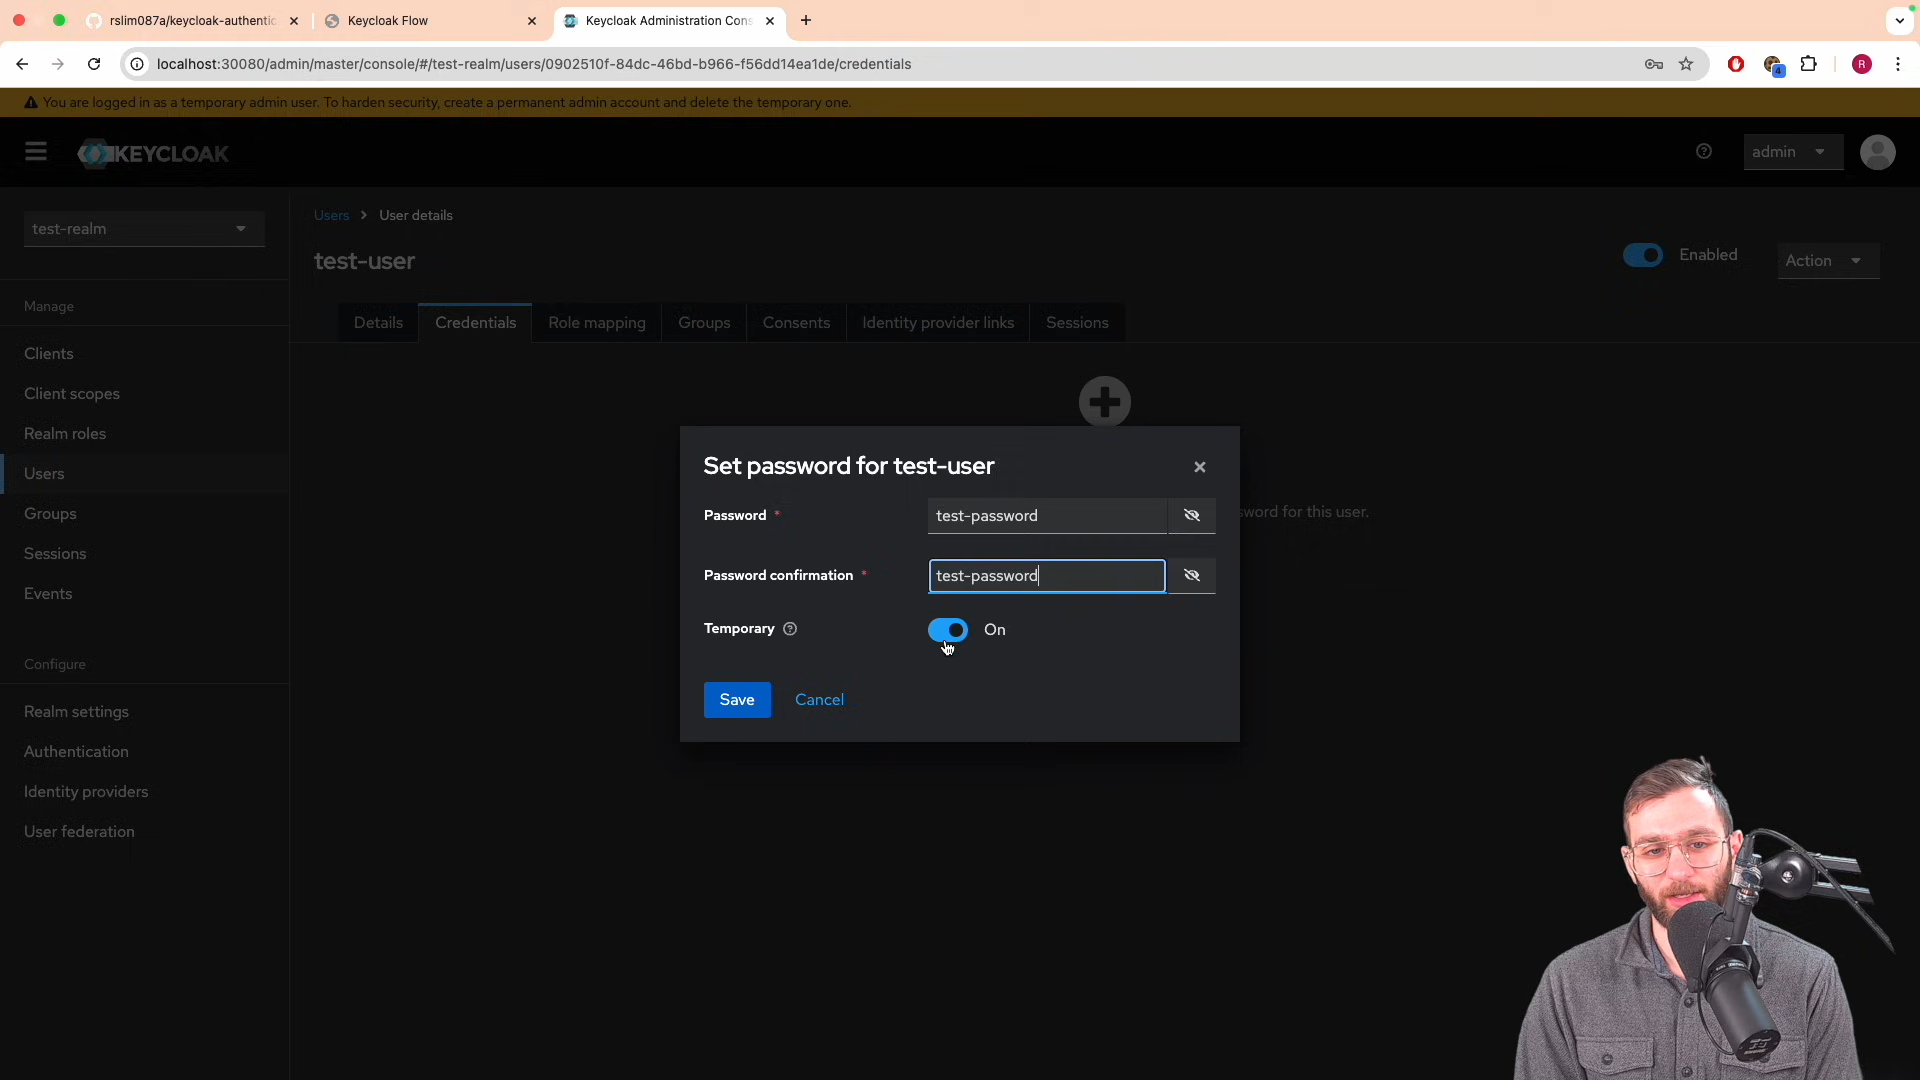 rslim087a/keycloak-authentic
Keycloak Flow
Keycloak Administration Cons
localhost:30080/admin/master/console/#/test-realm/users/0902510f-84dc-46bd-b966-f56dd14ea1de/credentials
4
R
You are logged in as a temporary admin user. To harden security, create a permanent admin account and delete the temporary one.
KEYCLOAK
admin
test-realm
Users > User details
test-user
Enabled
Action
Details
Credentials
Role mapping
Groups
Consents
Identity provider links
Sessions
Manage
Clients
Client scopes
Realm roles
Users
Groups
Sessions
Events
Configure
Realm settings
Authentication
Identity providers
User federation
sword for this user.
Set password for test-user
Password *
test-password
Password confirmation *
test-password
Temporary
On
Save
Cancel